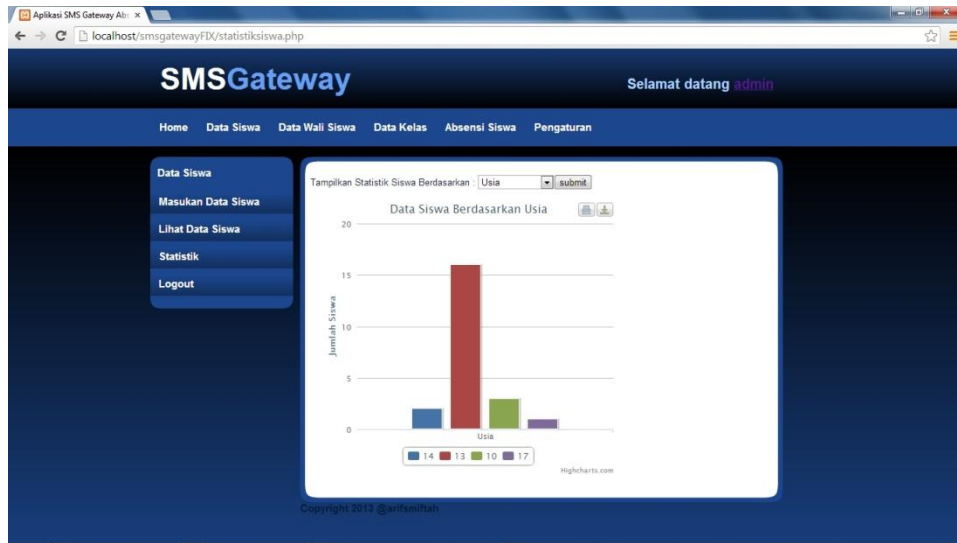 Aplikasi SMS Gateway Abs
localhost/smsgatewayFIX/statistiksiswa.php
SMSGateway
Selamat datang admin
Home Data Siswa Data Wali Siswa Data Kelas Absensi Siswa Pengaturan
Data Siswa
Masukan Data Siswa
Lihat Data Siswa
Statistik
Logout
Tampilkan Statistik Siswa Berdasarkan : Usia submit
Data Siswa Berdasarkan Usia
Jumlah Siswa
20
15
10
5
0
Usia
14 13 10 17
Highcharts.com
Copyright 2013 @arifsmiftah